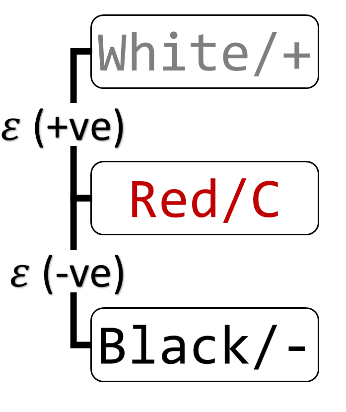 White/+
ε (+ve)
Red/C
ε (-ve)
Black/-